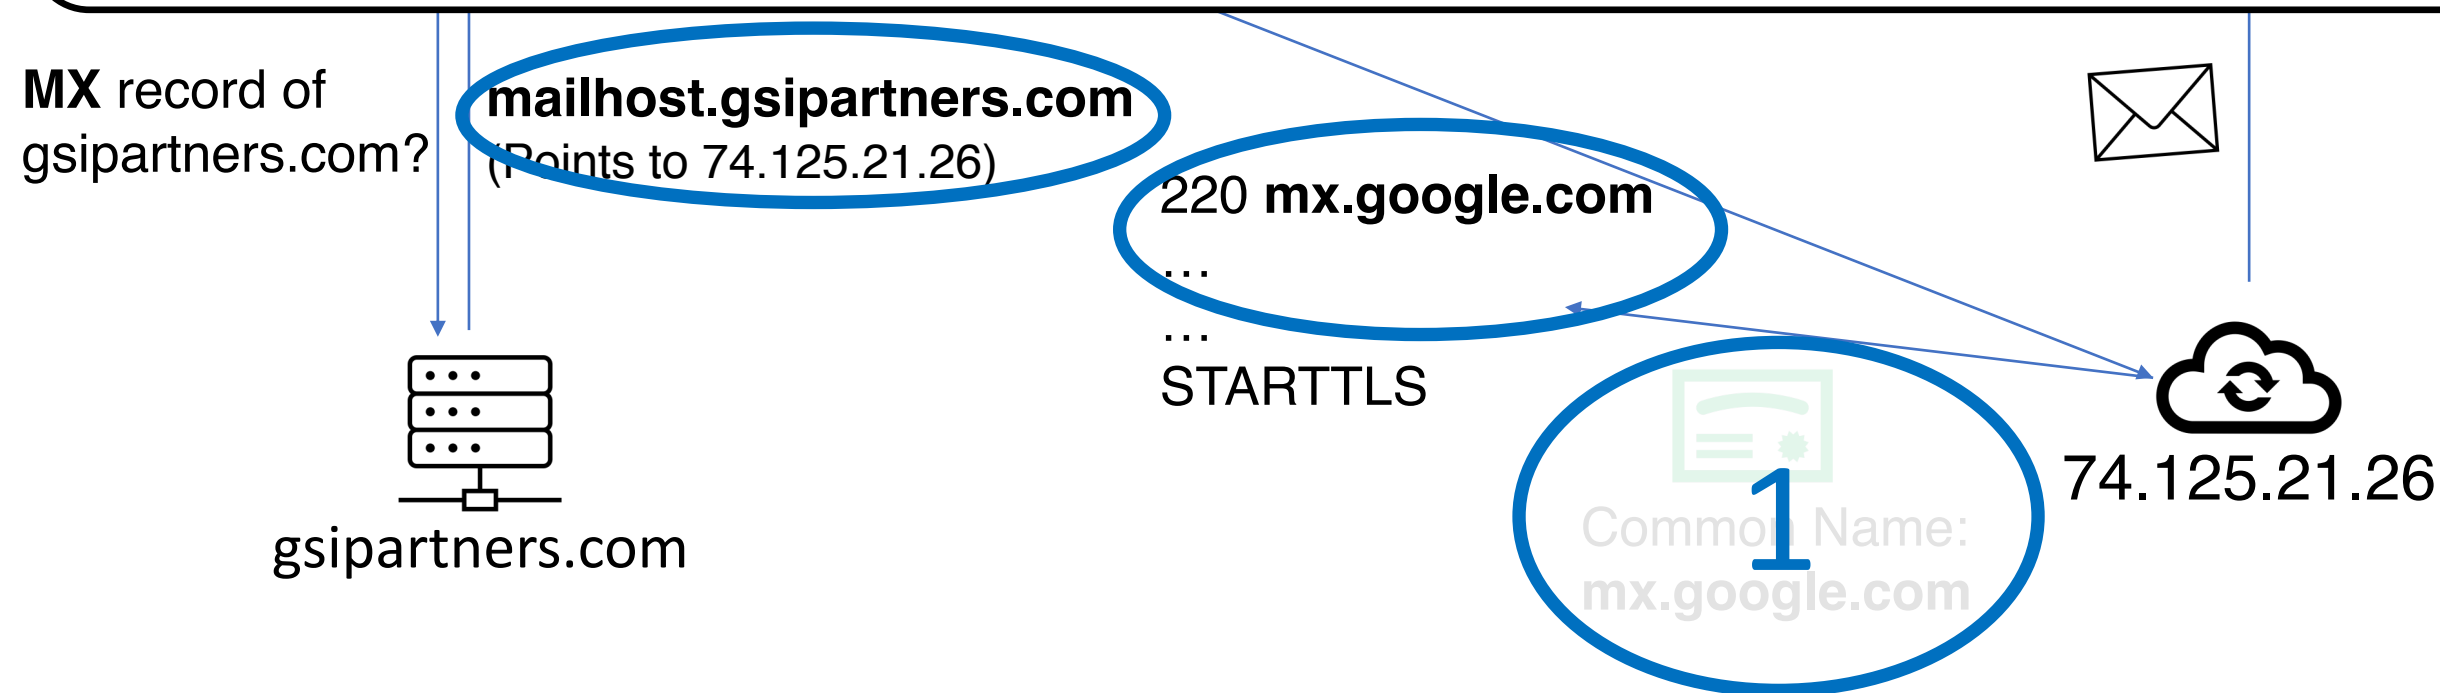 MX record of
gsipartners.com?
mailhost.gsipartners.com
(Points to 74.125.21.26)
220 mx.google.com
...
...
STARTTLS
gsipartners.com
1
Common Name:
mx.google.com
74.125.21.26